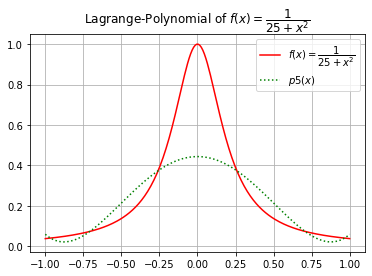 Lagrange-Polynomial of f(x) = 1/(25 + x²)
f(x) = 1/(25 + x²)
p5(x)
1.0
0.8
0.6
0.4
0.2
0.0
−1.00 −0.75 −0.50 −0.25 0.00 0.25 0.50 0.75 1.00